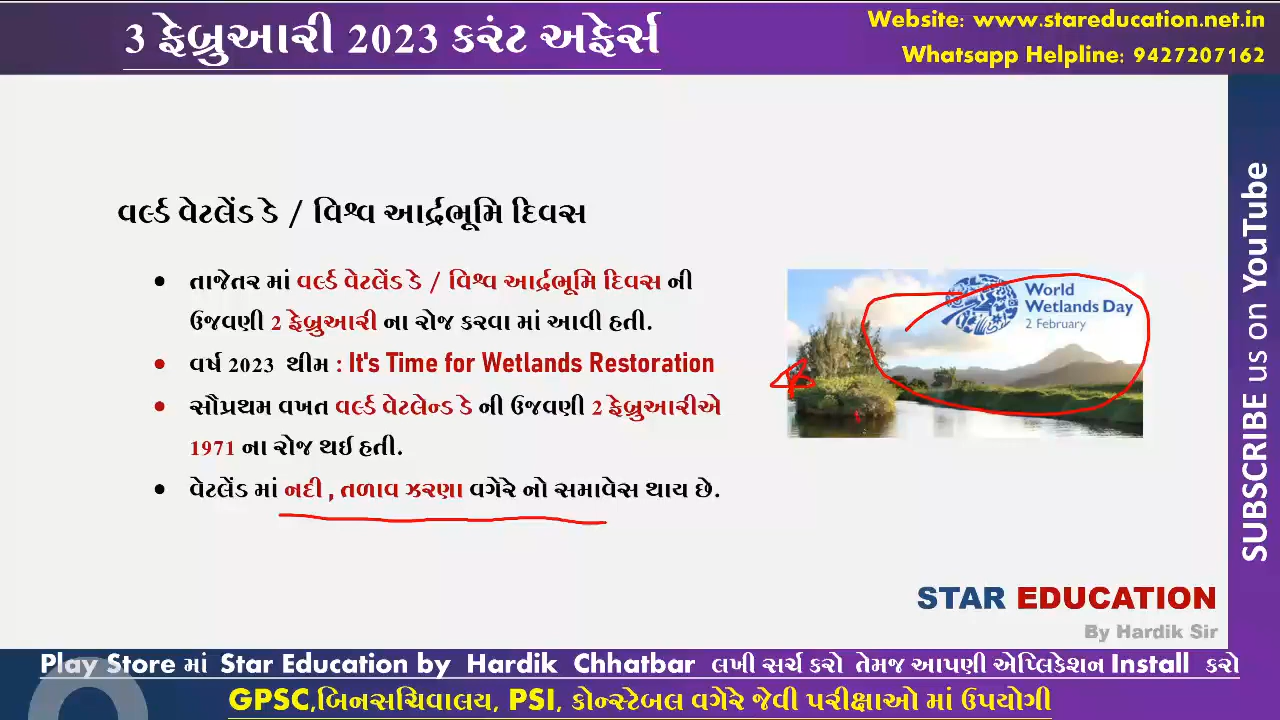 3 ફેબ્રુઆરી 2023 કરંટ અફેર્સ
Website: www.stareducation.net.in
Whatsapp Helpline: 9427207162
વર્લ્ડ વેટલેંડ ડે / વિશ્વ આર્દ્રભૂમિ દિવસ
• તાજેતર માં વર્લ્ડ વેટલેંડ ડે / વિશ્વ આર્દ્રભૂમિ દિવસ ની
ઉજવણી 2 ફેબ્રુઆરી ના રોજ કરવા માં આવી હતી.
• વર્ષ 2023 થીમ : It's Time for Wetlands Restoration
• સૌપ્રથમ વખત વર્લ્ડ વેટલેન્ડ ડે ની ઉજવણી 2 ફેબ્રુઆરીએ
1971 ના રોજ થઈ હતી.
• વેટલેંડ માં નદી , તળાવ ઝરણા વગેરે નો સમાવેસ થાય છે.
World
Wetlands Day
2 February
SUBSCRIBE us on YouTube
STAR EDUCATION
By Hardik Sir
Play Store માં Star Education by Hardik Chhatbar લખી સર્ચ કરો તેમજ આપણી એપ્લિકેશન Install કરો
GPSC,બિનસચિવાલય, PSI, કોન્સ્ટેબલ વગેરે જેવી પરીક્ષાઓ માં ઉપયોગી